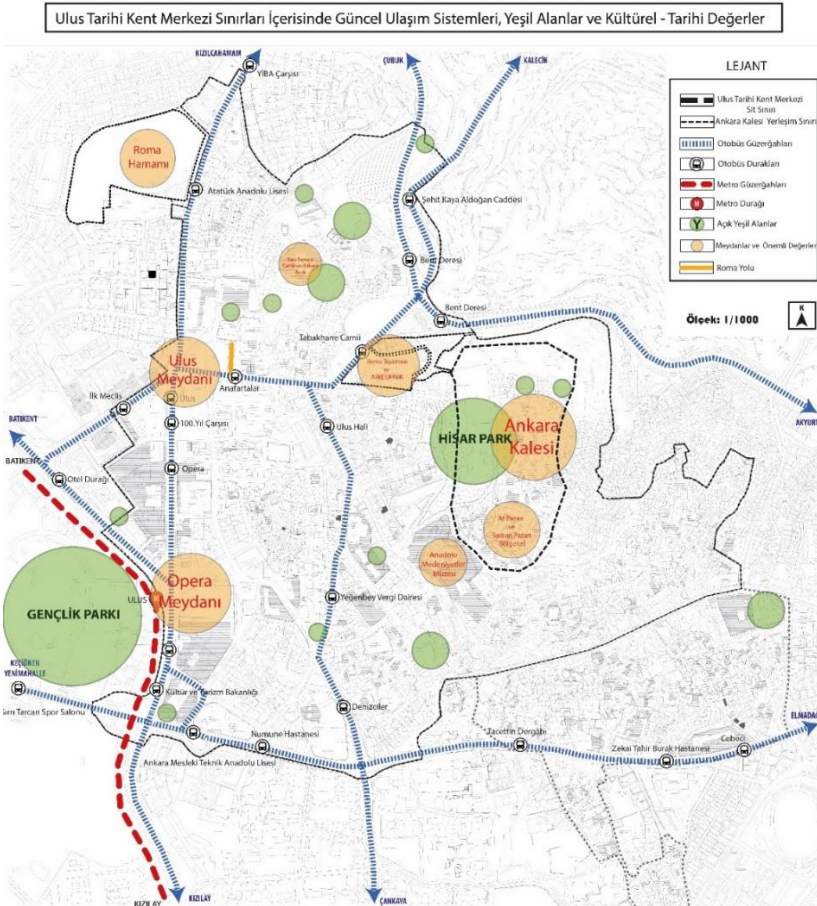 Ulus Tarihi Kent Merkezi Sınırları İçerisinde Güncel Ulaşım Sistemleri, Yeşil Alanlar ve Kültürel - Tarihi Değerler
LEJANT
Ulus Tarihi Kent Merkezi
Sit Sınırı
Ankara Kalesi Yerleşim Sınırı
Otobüs Güzergâhları
Otobüs Durakları
Metro Güzergâhları
M
Metro Durağı
Y
Açık Yeşil Alanlar
Meydanlar ve Önemli Değerler
Roma Yolu
Ölçek: 1/1000
K
KIZILCAHAMAM
YİBA Çarşısı
ÇUBUK
KALECİK
Roma
Hamamı
Atatürk Anadolu Lisesi
Şehit Kaya Aldoğan Caddesi
Bent Deresi
Bent Deresi
Tabakhane Camii
Ulus
Meydanı
Anafartalar
Ulus
İlk Meclis
100.Yıl Çarşısı
Ulus Hali
HİSAR PARK
Ankara
Kalesi
AKYURT
BATIKENT
BATIKENT
Opera
Otel Durağı
Anadolu
Medeniyetler
Müzesi
Opera
Meydanı
ULUS
GENÇLİK PARKI
Yeğenbey Vergi Dairesi
KEÇİÖREN
YENİMAHALLE
Kültür ve Turizm Bakanlığı
Tarcan Spor Salonu
Denizciler
Numune Hastanesi
Ankara Mesleki Teknik Anadolu Lisesi
Tacettin Dergâhı
Zekai Tahir Burak Hastanesi
Cebeci
ELMADAĞ
KIZILAY
KIZILAY
ÇANKAYA